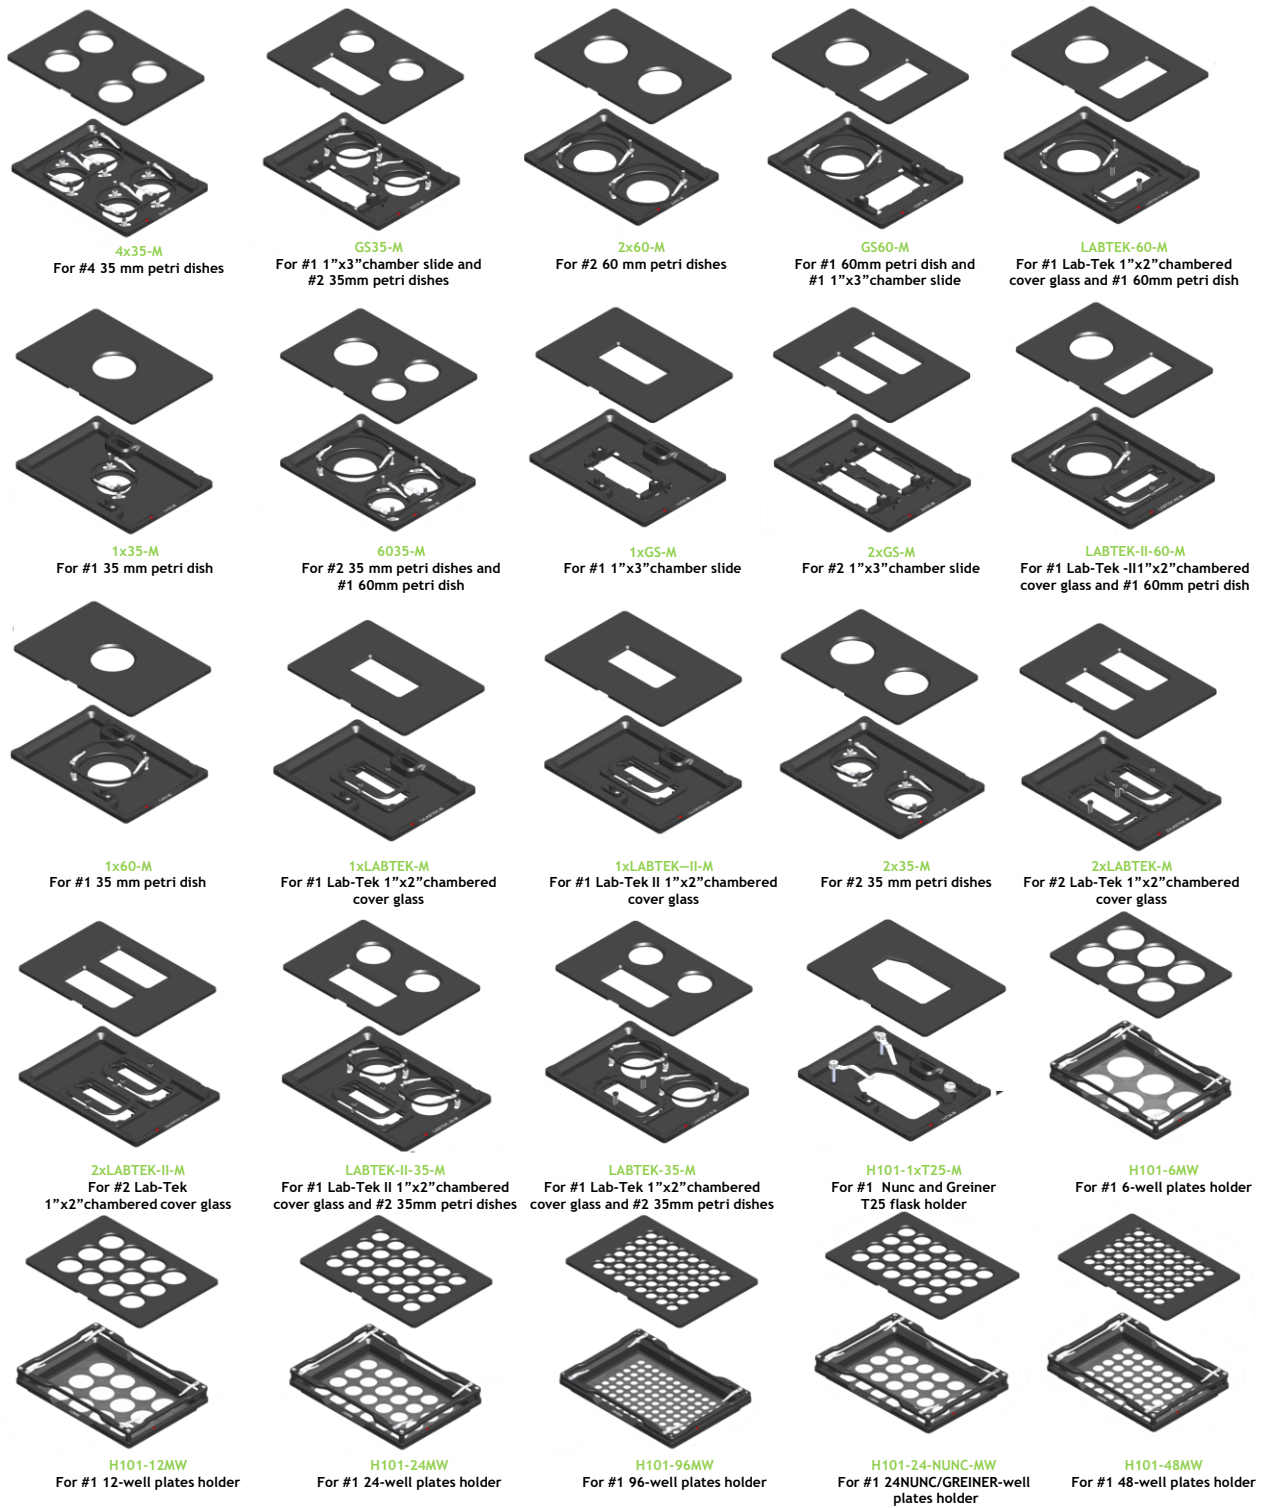 4x35-M
For #4 35 mm petri dishes
GS35-M
For #1 1”x3”chamber slide and
#2 35mm petri dishes
2x60-M
For #2 60 mm petri dishes
GS60-M
For #1 60mm petri dish and
#1 1”x3”chamber slide
LABTEK-60-M
For #1 Lab-Tek 1”x2”chambered
cover glass and #1 60mm petri dish
1x35-M
For #1 35 mm petri dish
6035-M
For #2 35 mm petri dishes and
#1 60mm petri dish
1xGS-M
For #1 1”x3”chamber slide
2xGS-M
For #2 1”x3”chamber slide
LABTEK-II-60-M
For #1 Lab-Tek -II1”x2”chambered
cover glass and #1 60mm petri dish
1x60-M
For #1 35 mm petri dish
1xLABTEK-M
For #1 Lab-Tek 1”x2”chambered
cover glass
1xLABTEK—II-M
For #1 Lab-Tek II 1”x2”chambered
cover glass
2x35-M
For #2 35 mm petri dishes
2xLABTEK-M
For #2 Lab-Tek 1”x2”chambered
cover glass
2xLABTEK-II-M
For #2 Lab-Tek
1”x2”chambered cover glass
LABTEK-II-35-M
For #1 Lab-Tek II 1”x2”chambered
cover glass and #2 35mm petri dishes
LABTEK-35-M
For #1 Lab-Tek 1”x2”chambered
cover glass and #2 35mm petri dishes
H101-1xT25-M
For #1 Nunc and Greiner
T25 flask holder
H101-6MW
For #1 6-well plates holder
H101-12MW
For #1 12-well plates holder
H101-24MW
For #1 24-well plates holder
H101-96MW
For #1 96-well plates holder
H101-24-NUNC-MW
For #1 24NUNC/GREINER-well
plates holder
H101-48MW
For #1 48-well plates holder